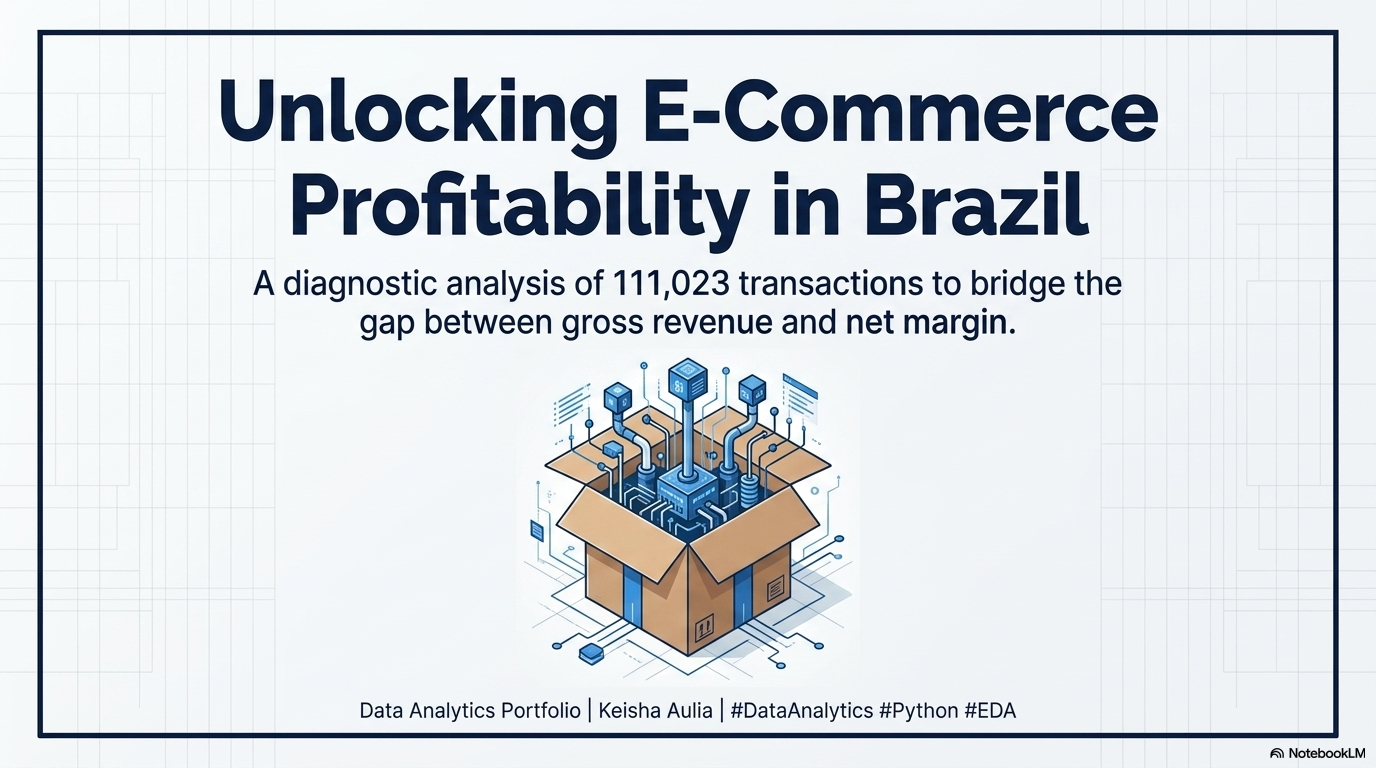 Unlocking E-Commerce
Profitability in Brazil
A diagnostic analysis of 111,023 transactions to bridge the
gap between gross revenue and net margin.
Data Analytics Portfolio | Keisha Aulia | #DataAnalytics #Python #EDA
NotebookLM